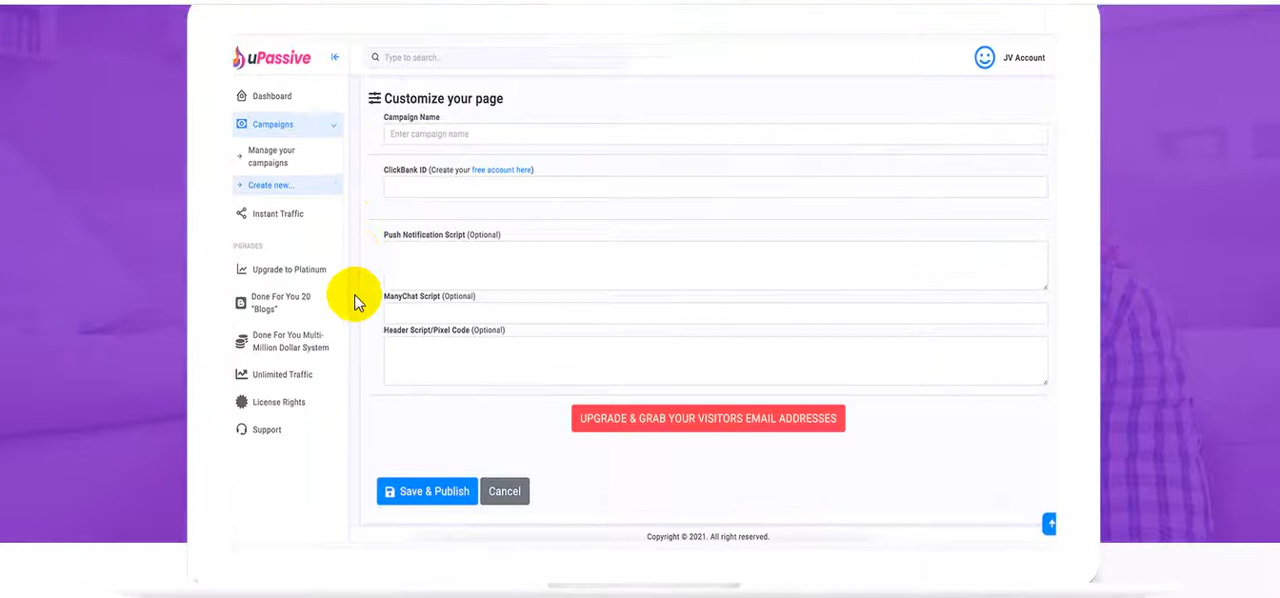 uPassive
Type to search..
JV Account
Dashboard
Campaigns
Manage your
campaigns
Create new...
Instant Traffic
PGRADES
Upgrade to Platinum
Done For You 20
"Blogs"
Done For You Multi-
Million Dollar System
Unlimited Traffic
License Rights
Support
Customize your page
Campaign Name
Enter campaign name
ClickBank ID (Create your free account here)
Push Notification Script (Optional)
ManyChat Script (Optional)
Header Script/Pixel Code (Optional)
UPGRADE & GRAB YOUR VISITORS EMAIL ADDRESSES
Save & Publish
Cancel
Copyright © 2021. All right reserved.